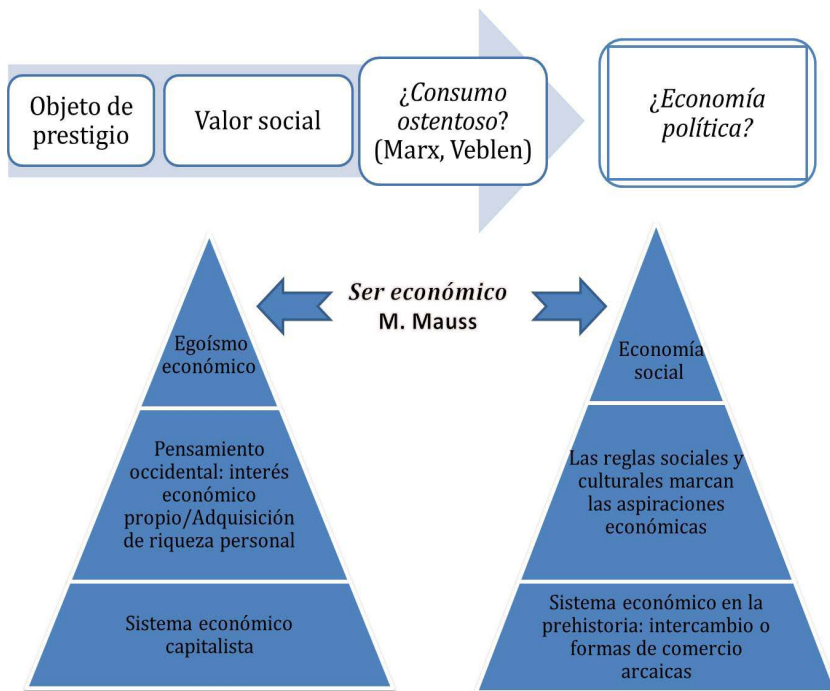 Objeto de
prestigio
Valor social
¿Consumo
ostentoso?
(Marx, Veblen)
¿Economía
política?
Ser económico
M. Mauss
Egoísmo
económico
Pensamiento
occidental: interés
económico
propio/Adquisición
de riqueza personal
Sistema económico
capitalista
Economía
social
Las reglas sociales y
culturales marcan
las aspiraciones
económicas
Sistema económico en la
prehistoria: intercambio o
formas de comercio
arcaicas